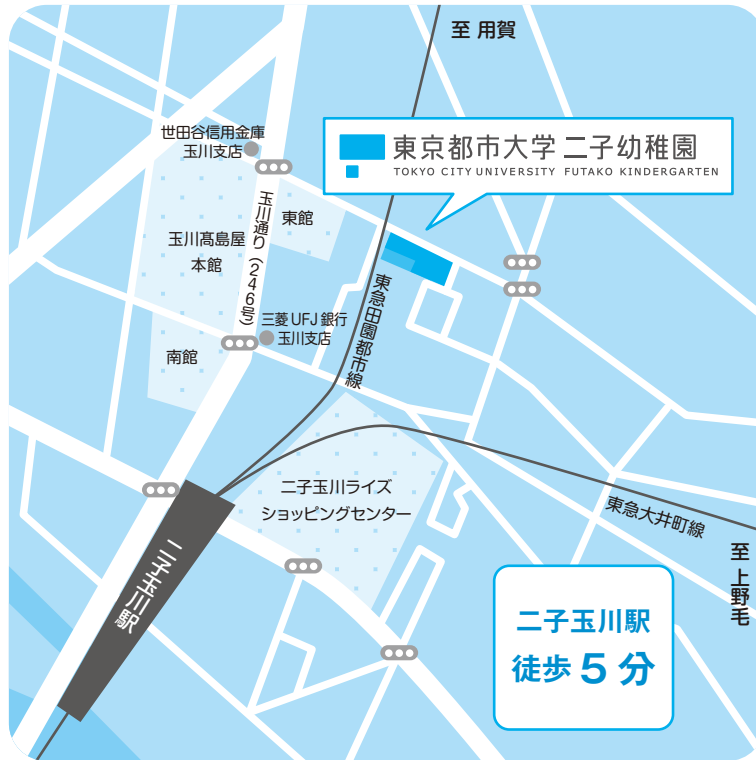 至 用賀
世田谷信用金庫
玉川支店
東京都市大学 二子幼稚園
TOKYO CITY UNIVERSITY FUTAKO KINDERGARTEN
玉川通り(246号)
東館
玉川髙島屋
本館
東急田園都市線
三菱UFJ銀行
玉川支店
南館
二子玉川ライズ
ショッピングセンター
東急大井町線
至 上野毛
二子玉川駅
二子玉川駅
徒歩 5 分